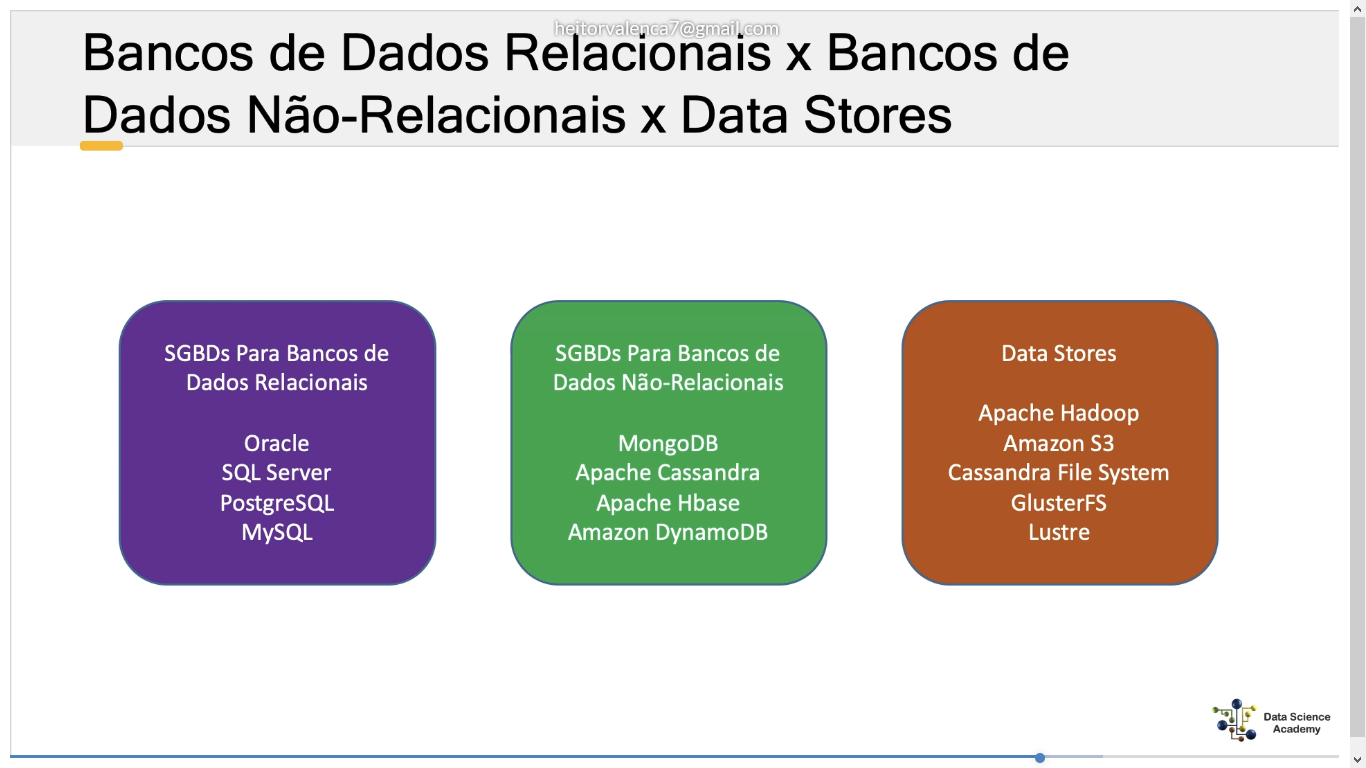 heitorvalenca7@gmail.com
Bancos de Dados Relacionais x Bancos de
Dados Não-Relacionais x Data Stores
SGBDs Para Bancos de
Dados Relacionais
Oracle
SQL Server
PostgreSQL
MySQL
SGBDs Para Bancos de
Dados Não-Relacionais
MongoDB
Apache Cassandra
Apache Hbase
Amazon DynamoDB
Data Stores
Apache Hadoop
Amazon S3
Cassandra File System
GlusterFS
Lustre
Data Science
Academy